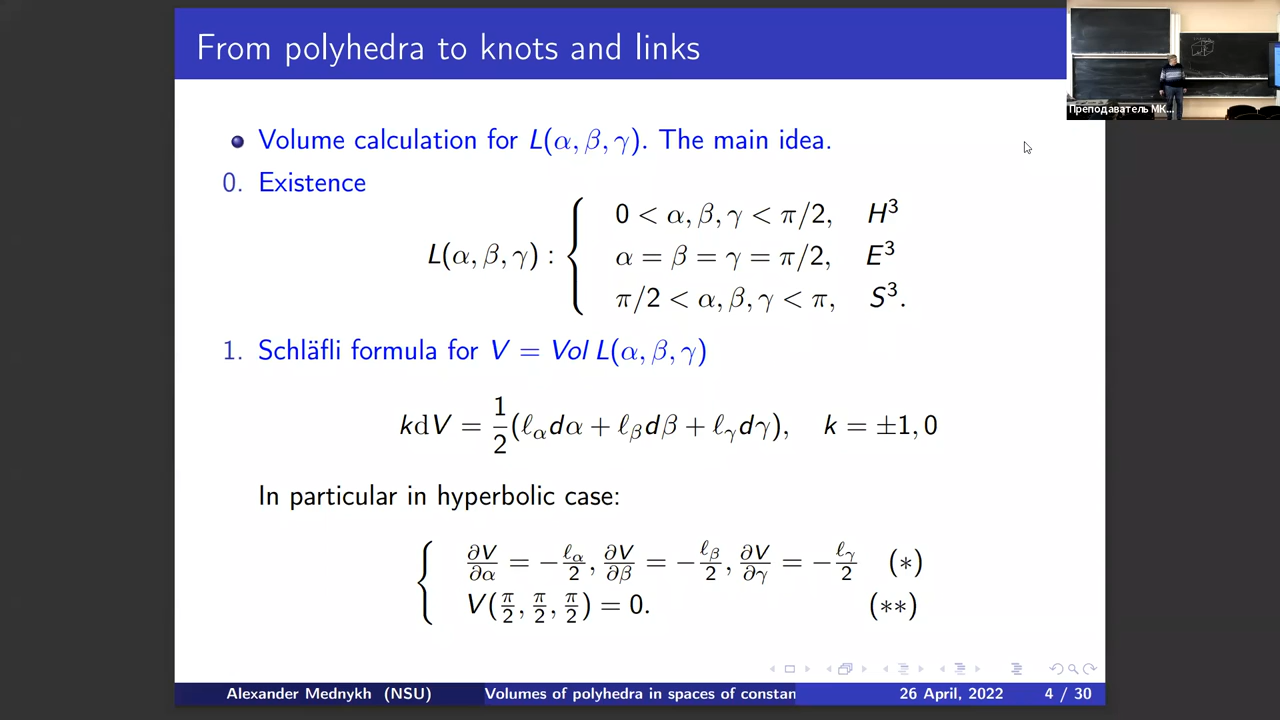 From polyhedra to knots and links
Преподаватель МК...
Volume calculation for L(α, β, γ). The main idea.
0. Existence
L(α, β, γ) : { 0 < α, β, γ < π/2, H³
α = β = γ = π/2, E³
π/2 < α, β, γ < π, S³.
1. Schläfli formula for V = Vol L(α, β, γ)
kdV = 1/2 (ℓ_α dα + ℓ_β dβ + ℓ_γ dγ), k = ±1, 0
In particular in hyperbolic case:
{ ∂V/∂α = −ℓ_α/2, ∂V/∂β = −ℓ_β/2, ∂V/∂γ = −ℓ_γ/2 (∗)
V(π/2, π/2, π/2) = 0. (∗∗)
Alexander Mednykh (NSU) Volumes of polyhedra in spaces of constan 26 April, 2022 4 / 30